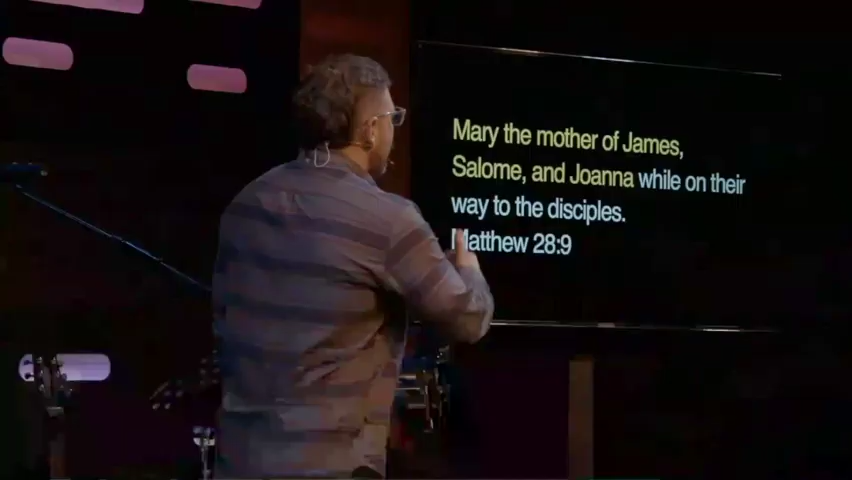 Mary the mother of James,
Salome, and Joanna while on their
way to the disciples.
Matthew 28:9